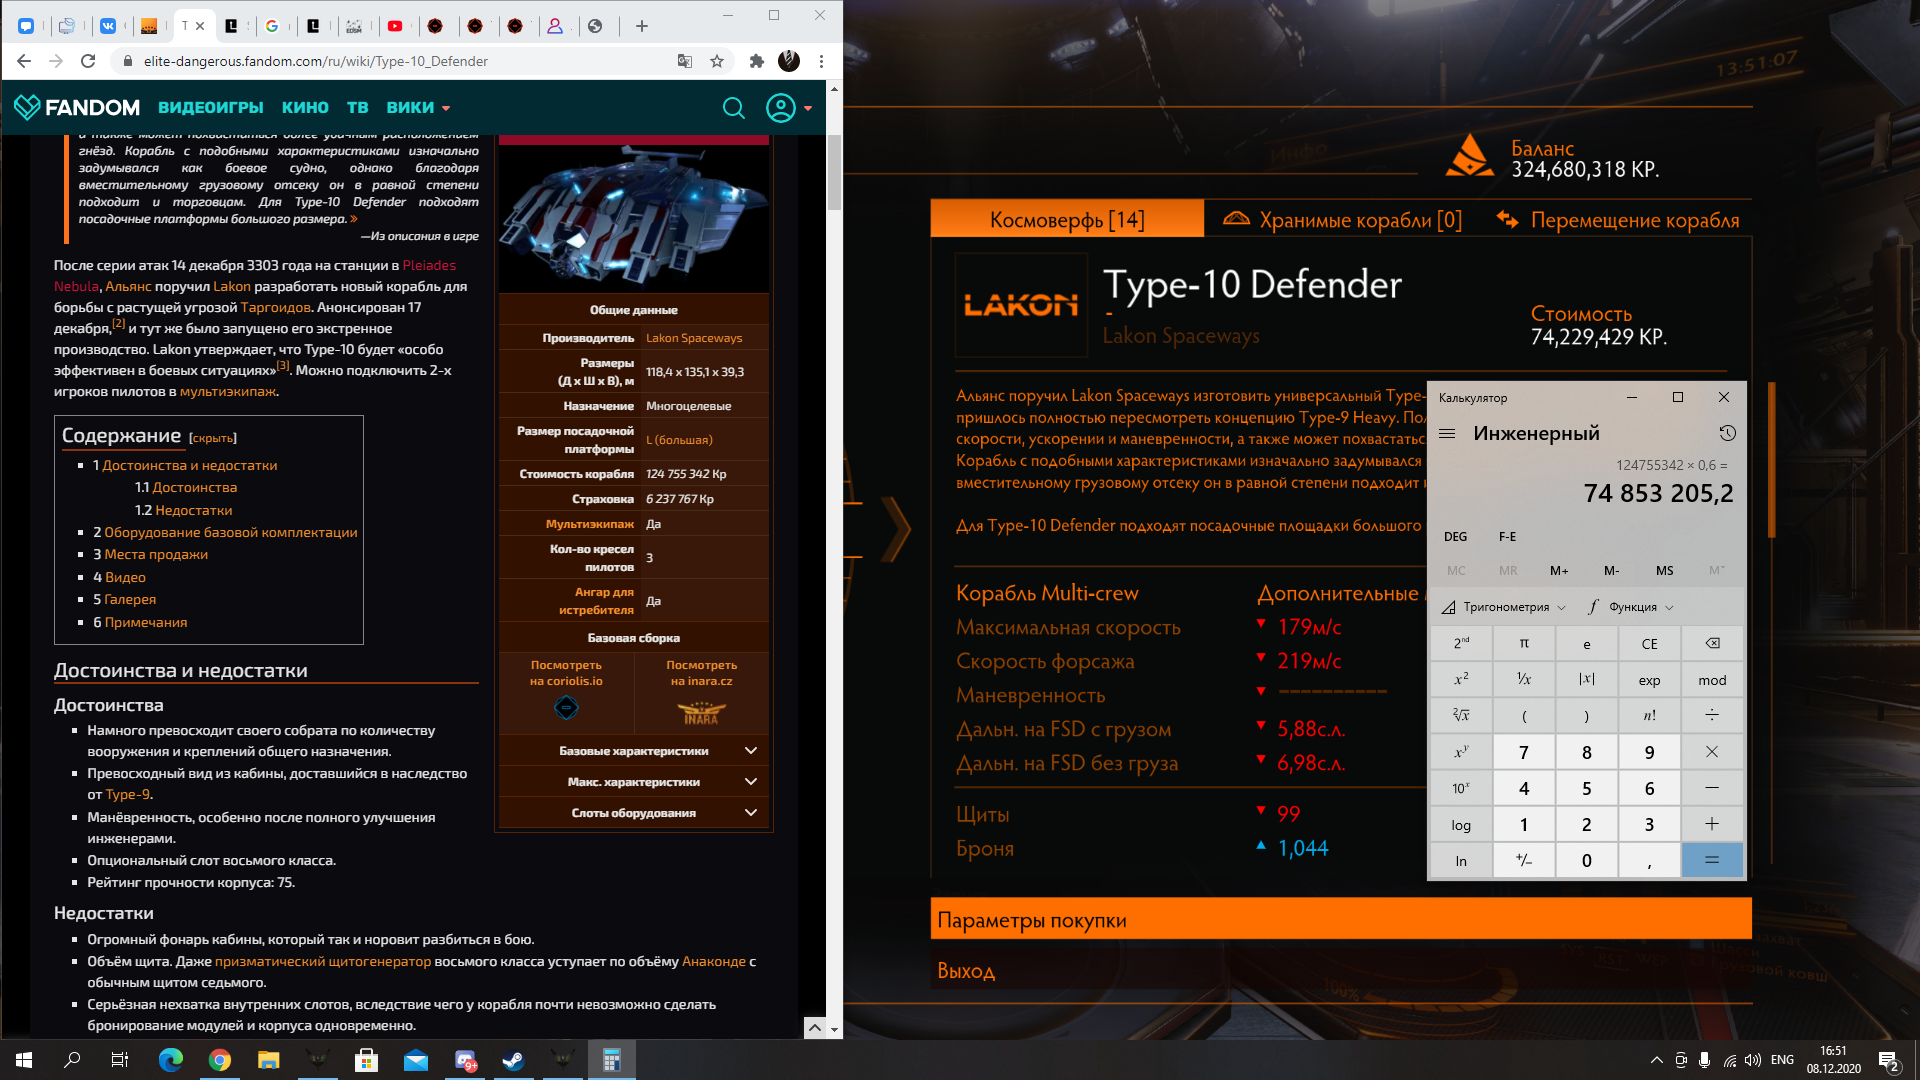 T
elite-dangerous.fandom.com/ru/wiki/Type-10_Defender
FANDOM ВИДЕОИГРЫ КИНО ТВ ВИКИ
а также может похвастаться более удачным расположением
гнёзд. Корабль с подобными характеристиками изначально
задумывался как боевое судно, однако благодаря
вместительному грузовому отсеку он в равной степени
подходит и торговцам. Для Type-10 Defender подходят
посадочные платформы большого размера. »
—Из описания в игре
После серии атак 14 декабря 3303 года на станции в Pleiades
Nebula, Альянс поручил Lakon разработать новый корабль для
борьбы с растущей угрозой Таргоидов. Анонсирован 17
декабря,[2] и тут же было запущено его экстренное
производство. Lakon утверждает, что Type-10 будет «особо
эффективен в боевых ситуациях»[3]. Можно подключить 2-х
игроков пилотов в мультиэкипаж.
Содержание [скрыть]
1 Достоинства и недостатки
1.1 Достоинства
1.2 Недостатки
2 Оборудование базовой комплектации
3 Места продажи
4 Видео
5 Галерея
6 Примечания
Достоинства и недостатки
Достоинства
Намного превосходит своего собрата по количеству
вооружения и креплений общего назначения.
Превосходный вид из кабины, доставшийся в наследство
от Type-9.
Манёвренность, особенно после полного улучшения
инженерами.
Опциональный слот восьмого класса.
Рейтинг прочности корпуса: 75.
Недостатки
Огромный фонарь кабины, который так и норовит разбиться в бою.
Объём щита. Даже призматический щитогенератор восьмого класса уступает по объёму Анаконде с
обычным щитом седьмого.
Серьёзная нехватка внутренних слотов, вследствие чего у корабля почти невозможно сделать
бронирование модулей и корпуса одновременно.
Общие данные
Производитель Lakon Spaceways
Размеры
(Д x Ш x В), м 118,4 x 135,1 x 39,3
Назначение Многоцелевые
Размер посадочной
платформы L (большая)
Стоимость корабля 124 755 342 Кр
Страховка 6 237 767 Кр
Мультиэкипаж Да
Кол-во кресел
пилотов 3
Ангар для
истребителя Да
Базовая сборка
Посмотреть
на coriolis.io
Посмотреть
на inara.cz
INARA
Базовые характеристики
Макс. характеристики
Слоты оборудования
13:51:07
Инфо
Баланс
324,680,318 КР.
Космоверфь [14] Хранимые корабли [0] Перемещение корабля
LAKON
Type-10 Defender
Lakon Spaceways
Стоимость
74,229,429 КР.
Альянс поручил Lakon Spaceways изготовить универсальный Type-
пришлось полностью пересмотреть концепцию Type-9 Heavy. Пол
скорости, ускорении и маневренности, а также может похвастатьс
Корабль с подобными характеристиками изначально задумывался
вместительному грузовому отсеку он в равной степени подходит и
Для Type-10 Defender подходят посадочные площадки большого
Корабль Multi-crew Дополнительные
Максимальная скорость 179м/с
Скорость форсажа 219м/с
Маневренность ----------
Дальн. на FSD с грузом 5,88с.л.
Дальн. на FSD без груза 6,98с.л.
Щиты 99
Броня 1,044
Параметры покупки
Выход
100%
Калькулятор
Инженерный
124755342 × 0,6 =
74 853 205,2
DEG F-E
MC MR M+ M- MS M˅
Тригонометрия Функция
2nd π e CE
x² ¹/x |x| exp mod
²√x ( ) n! ÷
xʸ 7 8 9 ×
10ˣ 4 5 6 −
log 1 2 3 +
ln +/− 0 , =
9+
ENG
16:51
08.12.2020
2